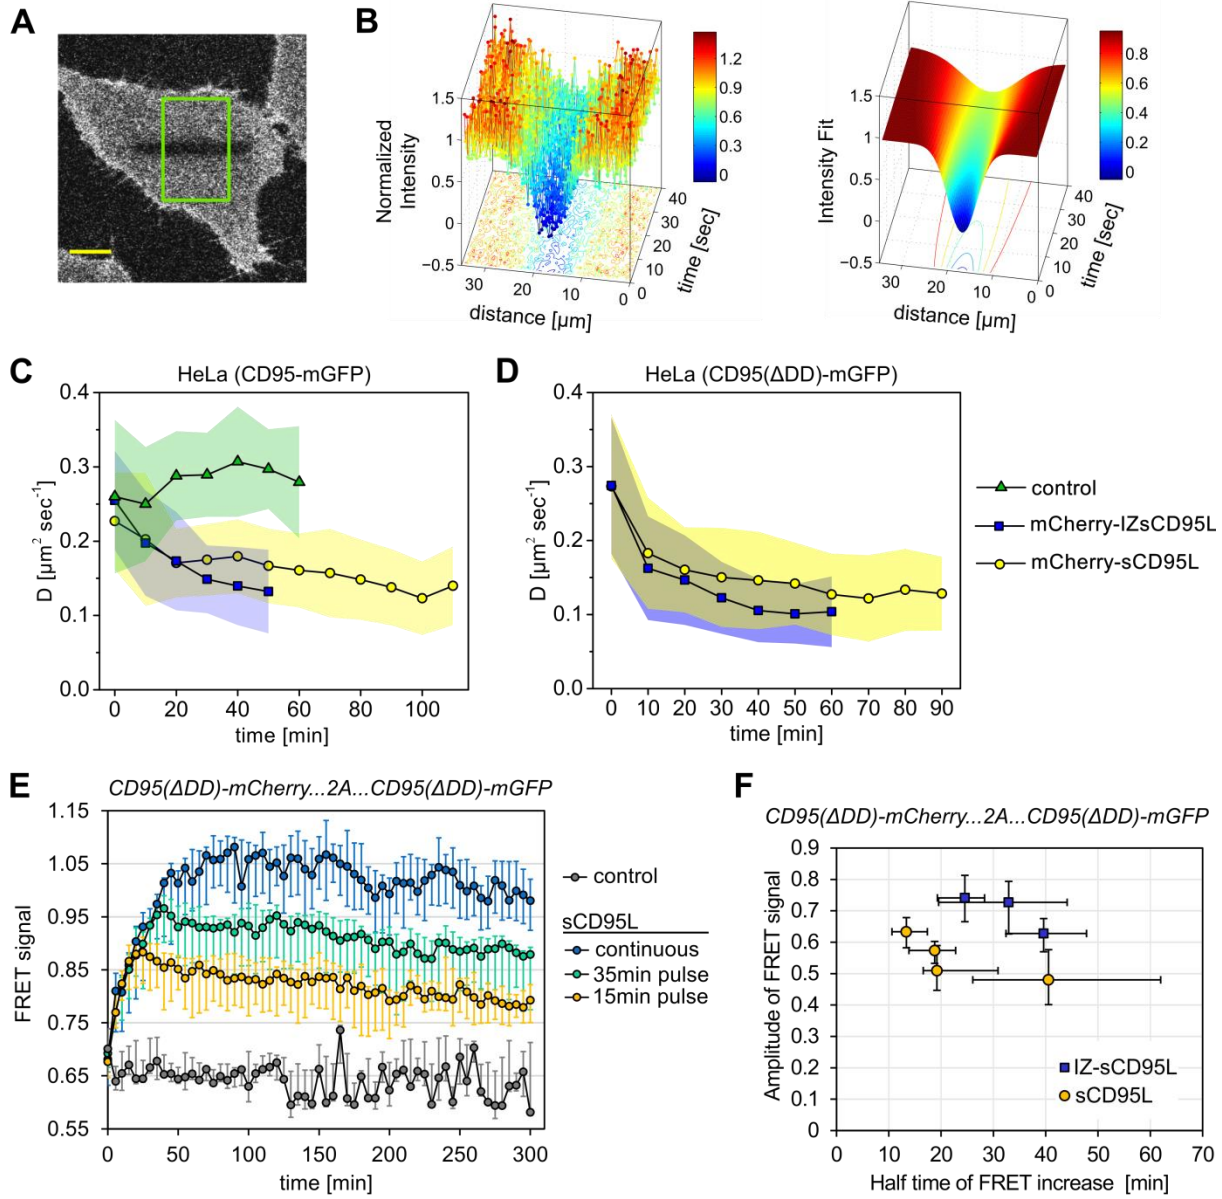 A
B
Normalized
Intensity
1.5
1
0.5
0
−0.5
30
20
10
0
distance [µm]
40
30
20
10
0
time [sec]
1.2
1
0.8
0.6
0.4
0.2
0
Intensity Fit
1.5
1
0.5
0
−0.5
30
20
10
0
distance [µm]
40
30
20
10
0
time [sec]
0.8
0.6
0.4
0.2
0
C
HeLa (CD95-mGFP)
D [µm² sec⁻¹]
0.4
0.3
0.2
0.1
0.0
0 20 40 60 80 100
time [min]
D
HeLa (CD95(ΔDD)-mGFP)
D [µm² sec⁻¹]
0.4
0.3
0.2
0.1
0.0
0 10 20 30 40 50 60 70 80 90
time [min]
control
mCherry-IZsCD95L
mCherry-sCD95L
E
CD95(ΔDD)-mCherry...2A...CD95(ΔDD)-mGFP
FRET signal
1.15
1.05
0.95
0.85
0.75
0.65
0.55
0 50 100 150 200 250 300
time [min]
control
sCD95L
continuous
35min pulse
15min pulse
F
CD95(ΔDD)-mCherry...2A...CD95(ΔDD)-mGFP
Amplitude of FRET signal
0.9
0.8
0.7
0.6
0.5
0.4
0.3
0.2
0.1
0
0 10 20 30 40 50 60 70
Half time of FRET increase [min]
IZ-sCD95L
sCD95L